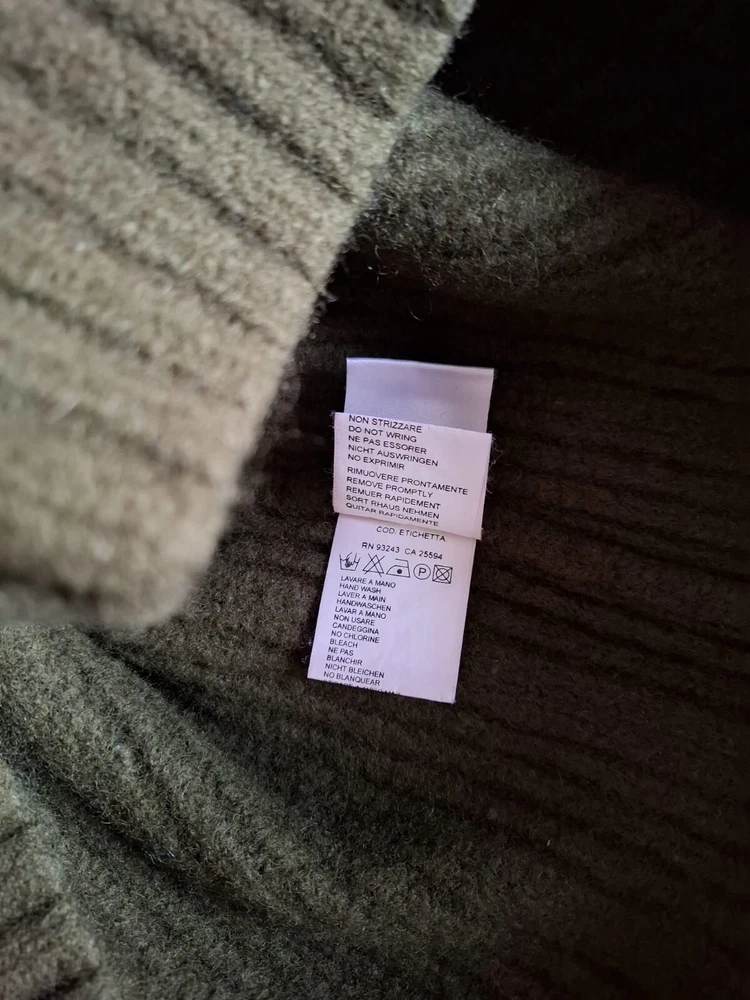 NON STRIZZARE
DO NOT WRING
NE PAS ESSORER
NICHT AUSWRINGEN
NO EXPRIMIR
RIMUOVERE PRONTAMENTE
REMOVE PROMPTLY
REMUER RAPIDEMENT
SORT RHAUS NEHMEN
QUITAR RAPIDAMENTE
COD. ETICHETTA
RN 93243 CA 25594
P
LAVARE A MANO
HAND WASH
LAVER A MAIN
HANDWASCHEN
LAVAR A MANO
NON USARE
CANDEGGINA
NO CHLORINE
BLEACH
NE PAS
BLANCHIR
NICHT BLEICHEN
NO BLANQUEAR